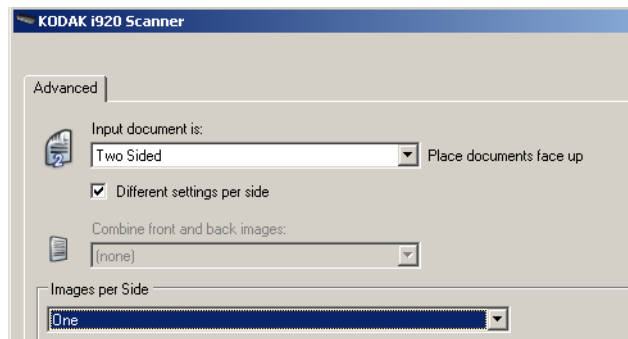 KODAK i920 Scanner
Advanced
Input document is:
2
Two Sided Place documents face up
Different settings per side
Combine front and back images:
(none)
Images per Side
One